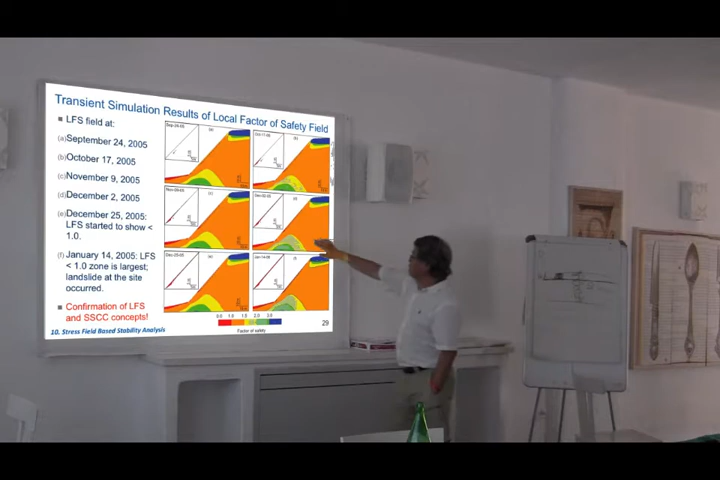 Transient Simulation Results of Local Factor of Safety Field
■ LFS field at:
(a)September 24, 2005
(b)October 17, 2005
(c)November 9, 2005
(d)December 2, 2005
(e)December 25, 2005:
LFS started to show <
1.0.
(f)January 14, 2005: LFS
< 1.0 zone is largest;
landslide at the site
occurred.
■ Confirmation of LFS
and SSCC concepts!
10. Stress Field Based Stability Analysis
Factor of safety
29